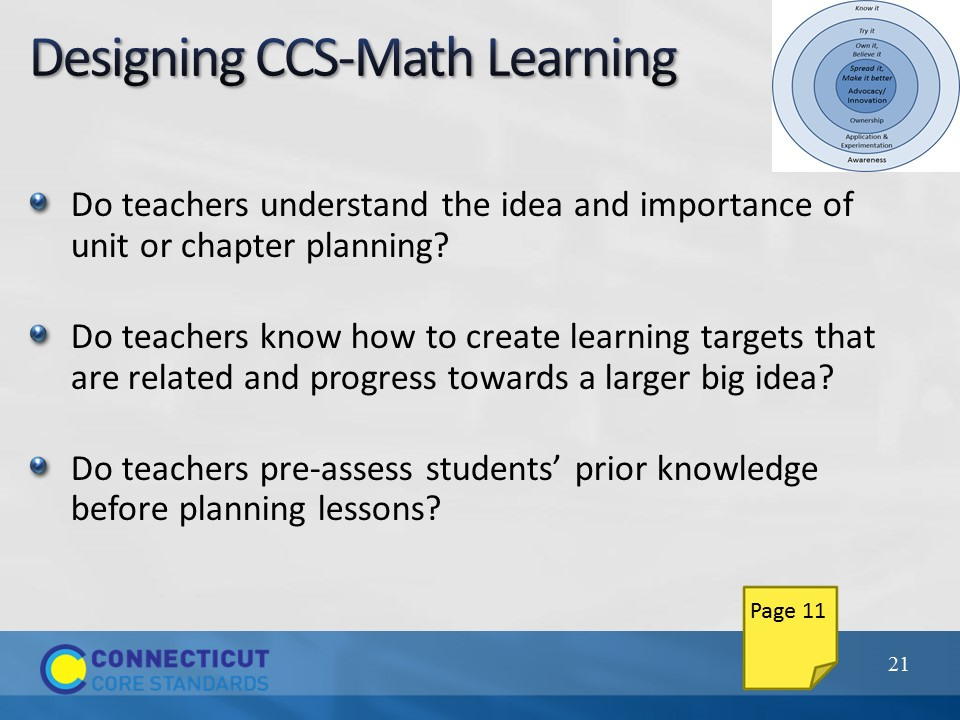 Designing CCS-Math Learning
Know it
Try it
Own it,
Believe it
Spread it,
Make it better
Advocacy/
Innovation
Ownership
Application &
Experimentation
Awareness
Do teachers understand the idea and importance of
unit or chapter planning?
Do teachers know how to create learning targets that
are related and progress towards a larger big idea?
Do teachers pre-assess students’ prior knowledge
before planning lessons?
Page 11
CONNECTICUT
CORE STANDARDS
21